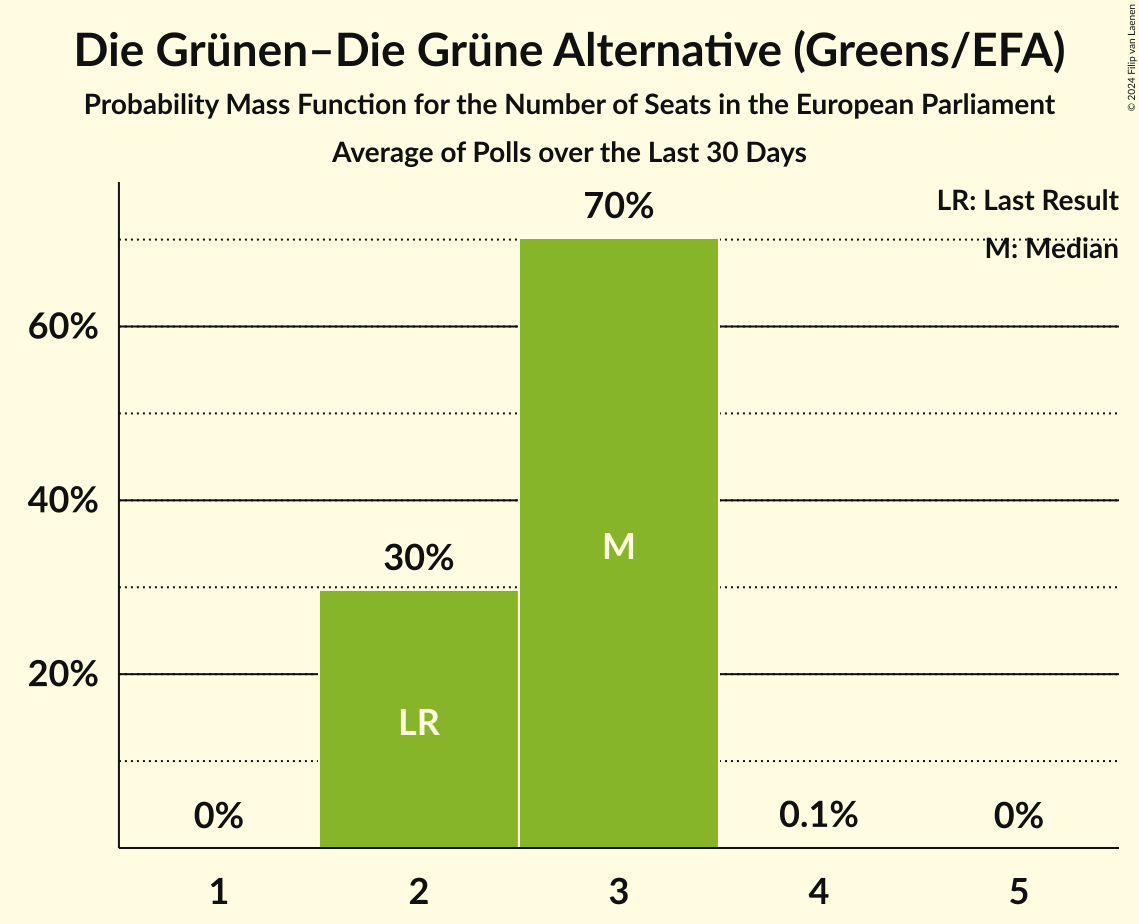 Die Grünen–Die Grüne Alternative (Greens/EFA)
Probability Mass Function for the Number of Seats in the European Parliament
Average of Polls over the Last 30 Days
© 2024 Filip van Laenen
LR: Last Result
M: Median
70%
60%
40%
30%
20%
M
LR
0%
0.1%
0%
1
2
3
4
5